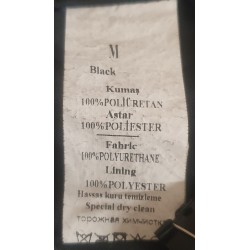 M
Black
Kumaş
100%POLİÜRETAN
Astar
100%POLİESTER
Fabric
100%POLYURETHANE
Lining
100%POLYESTER
Hassas kuru temizleme
Special dry clean